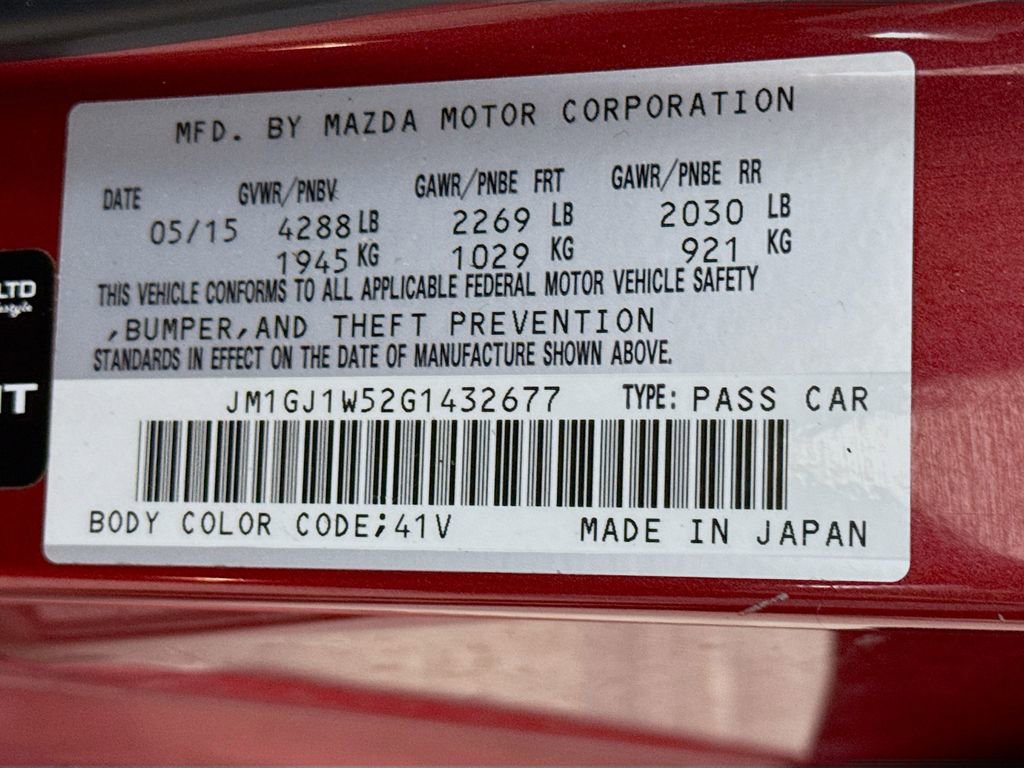 MFD. BY MAZDA MOTOR CORPORATION
DATE GVWR/PNBV GAWR/PNBE FRT GAWR/PNBE RR
05/15 4288 LB 2269 LB 2030 LB
1945 KG 1029 KG 921 KG
THIS VEHICLE CONFORMS TO ALL APPLICABLE FEDERAL MOTOR VEHICLE SAFETY
,BUMPER,AND THEFT PREVENTION
STANDARDS IN EFFECT ON THE DATE OF MANUFACTURE SHOWN ABOVE.
JM1GJ1W52G1432677 TYPE: PASS CAR
BODY COLOR CODE;41V MADE IN JAPAN
LTD